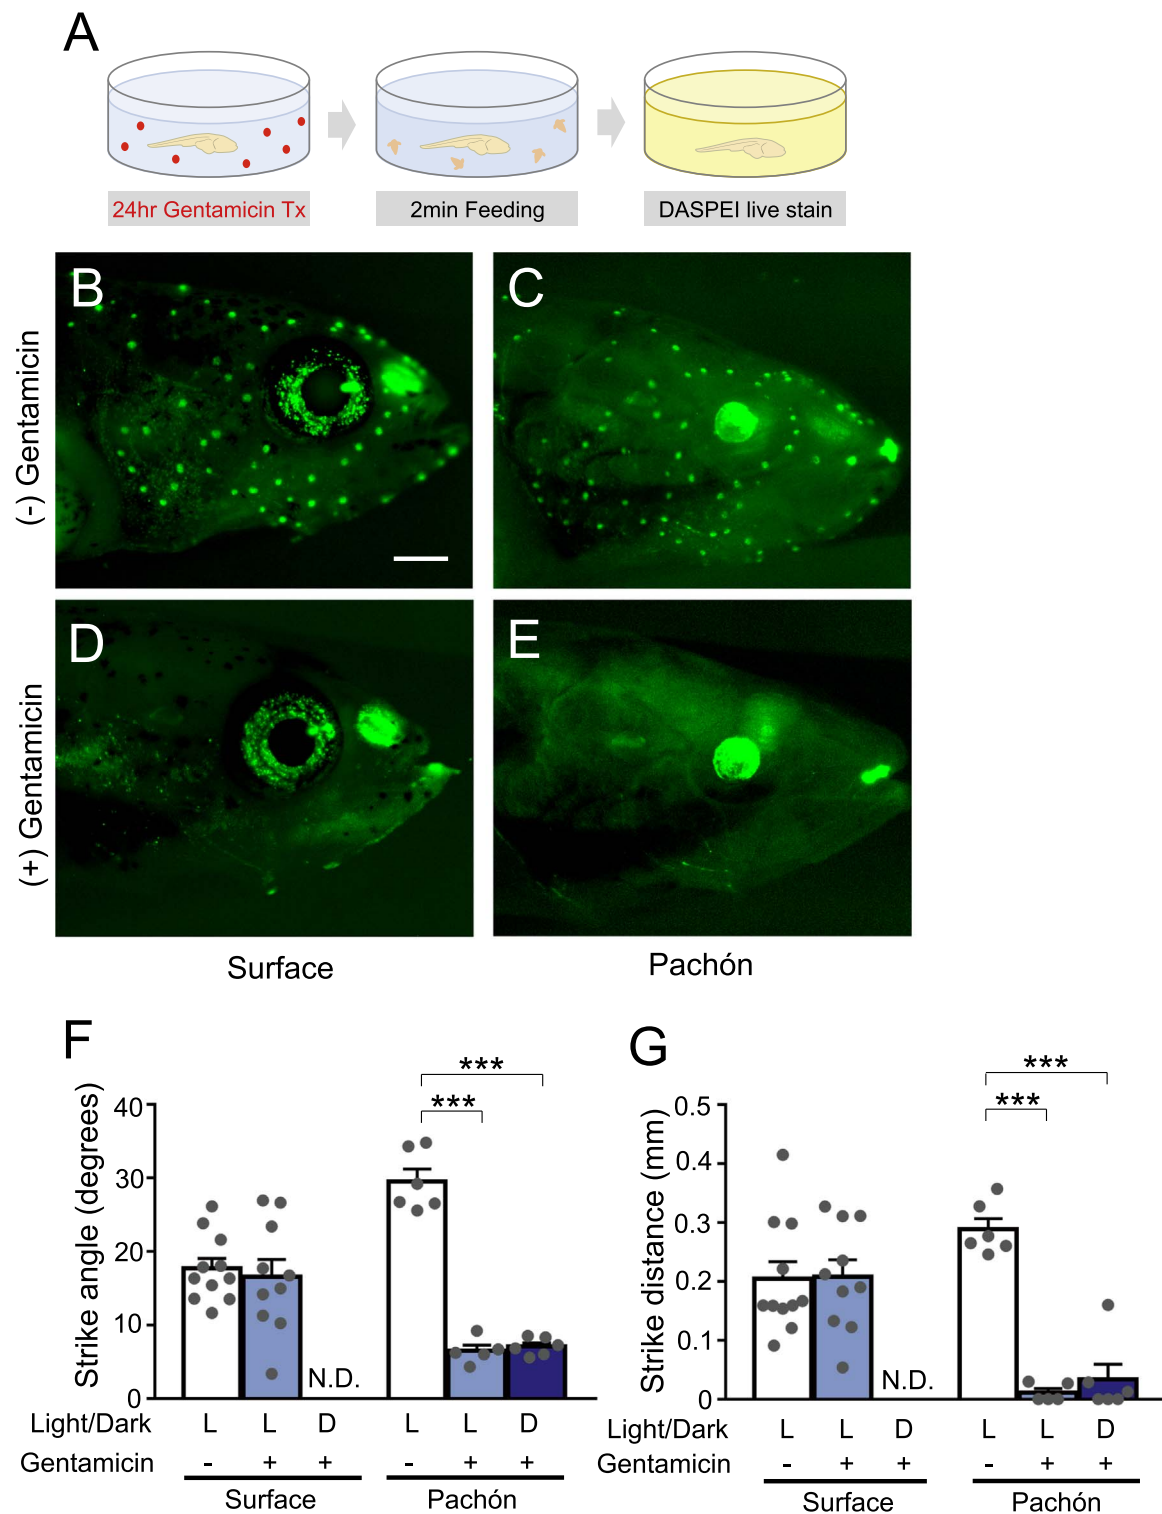 A
24hr Gentamicin Tx
2min Feeding
DASPEI live stain
B
C
(-) Gentamicin
D
E
(+) Gentamicin
Surface
Pachón
F
Strike angle (degrees)
40
30
20
10
0
***
***
N.D.
Light/Dark L L D L L D
Gentamicin - + + - + +
Surface
Pachón
G
Strike distance (mm)
0.5
0.4
0.3
0.2
0.1
0
***
***
N.D.
Light/Dark L L D L L D
Gentamicin - + + - + +
Surface
Pachón